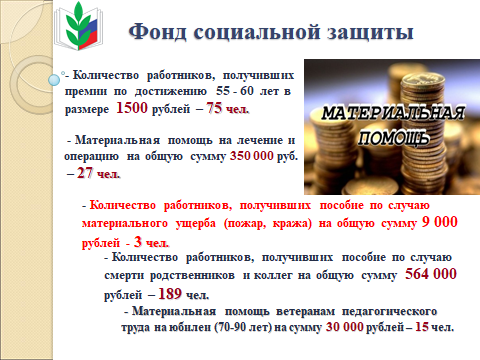 Фонд социальной защиты
- Количество работников, получивших
премии по достижению 55 - 60 лет в
размере 1500 рублей – 75 чел.
МАТЕРИАЛЬНАЯ
ПОМОЩЬ
- Материальная помощь на лечение и
операцию на общую сумму 350 000 руб.
– 27 чел.
- Количество работников, получивших пособие по случаю
материального ущерба (пожар, кража) на общую сумму 9 000
рублей - 3 чел.
- Количество работников, получивших пособие по случаю
смерти родственников и коллег на общую сумму 564 000
рублей – 189 чел.
- Материальная помощь ветеранам педагогического
труда на юбилеи (70-90 лет) на сумму 30 000 рублей – 15 чел.